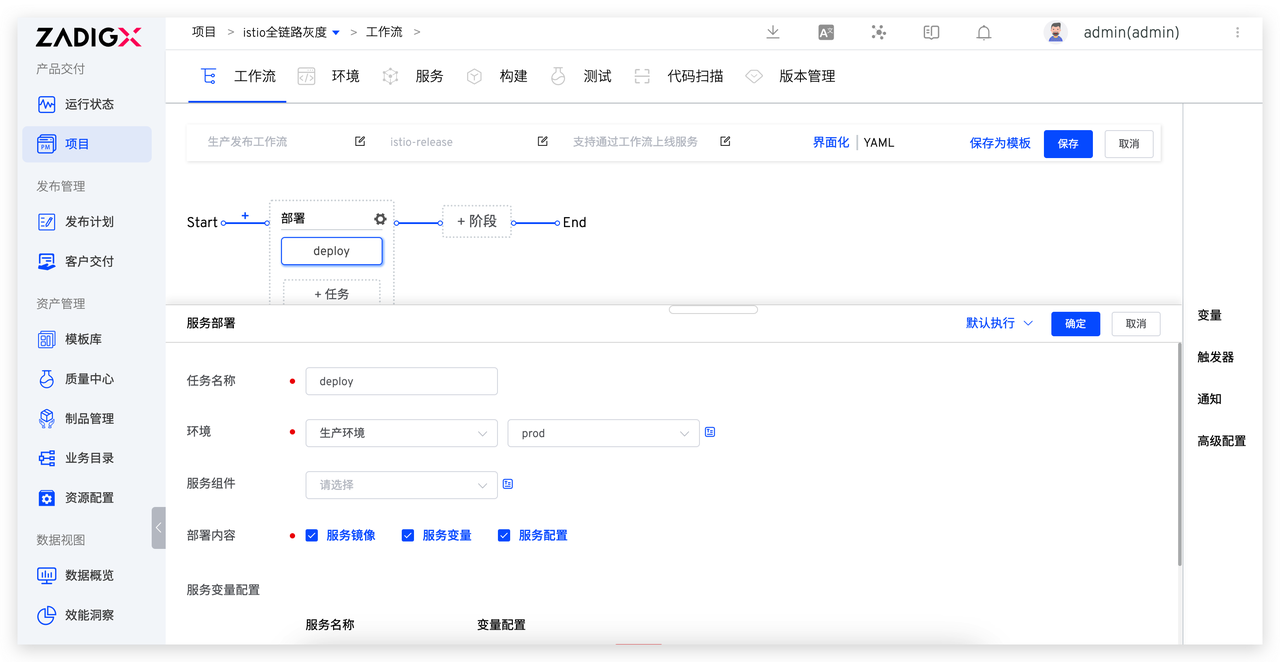 ZADIGX
产品交付
运行状态
项目
发布管理
发布计划
客户交付
资产管理
模板库
质量中心
制品管理
业务目录
资源配置
数据视图
数据概览
效能洞察
项目 > istio全链路灰度 > 工作流 >
admin(admin)
工作流 环境 服务 构建 测试 代码扫描 版本管理
生产发布工作流 istio-release 支持通过工作流上线服务 界面化 YAML 保存为模板 保存 取消
Start + 部署 + 阶段 End
deploy
+ 任务
服务部署 默认执行 确定 取消
任务名称 deploy
环境 生产环境 prod
服务组件 请选择
部署内容 服务镜像 服务变量 服务配置
服务变量配置
服务名称 变量配置
变量
触发器
通知
高级配置